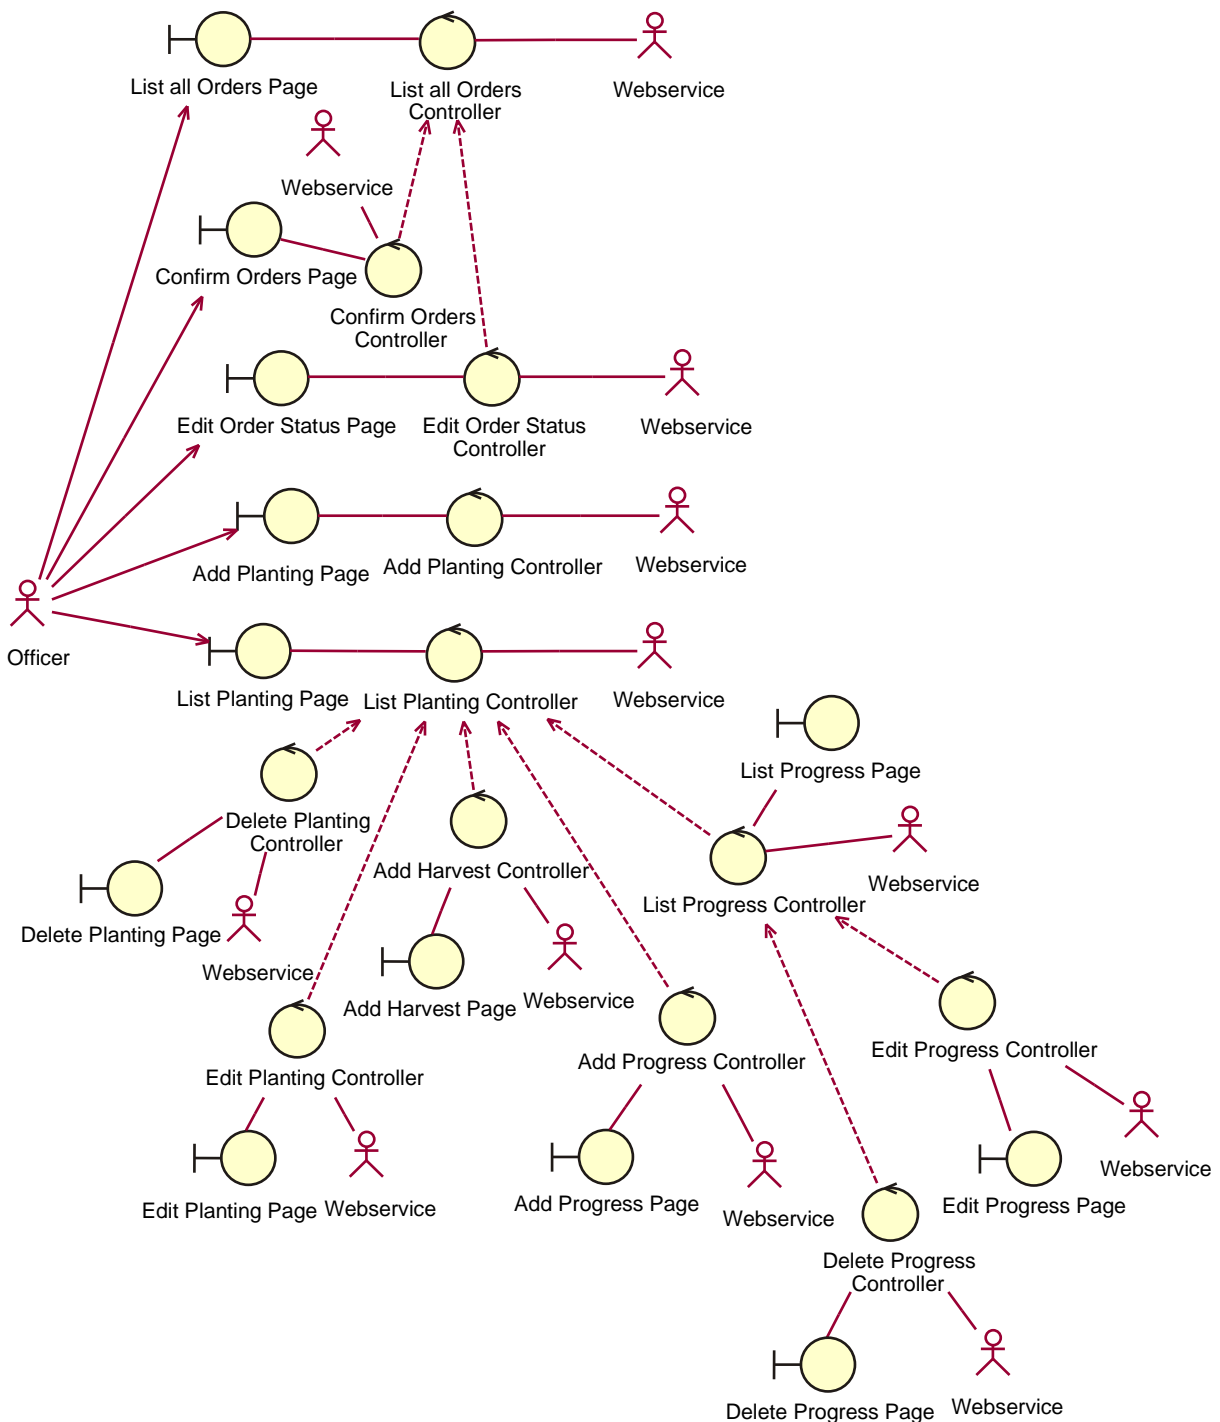 List all Orders Page
List all Orders
Controller
Webservice
Webservice
Confirm Orders Page
Confirm Orders
Controller
Edit Order Status Page
Edit Order Status
Controller
Webservice
Add Planting Page
Add Planting Controller
Webservice
Officer
List Planting Page
List Planting Controller
Webservice
List Progress Page
Delete Planting
Controller
Add Harvest Controller
Webservice
List Progress Controller
Delete Planting Page
Webservice
Add Harvest Page
Webservice
Edit Planting Controller
Add Progress Controller
Edit Progress Controller
Webservice
Edit Planting Page
Webservice
Add Progress Page
Webservice
Edit Progress Page
Delete Progress
Controller
Delete Progress Page
Webservice